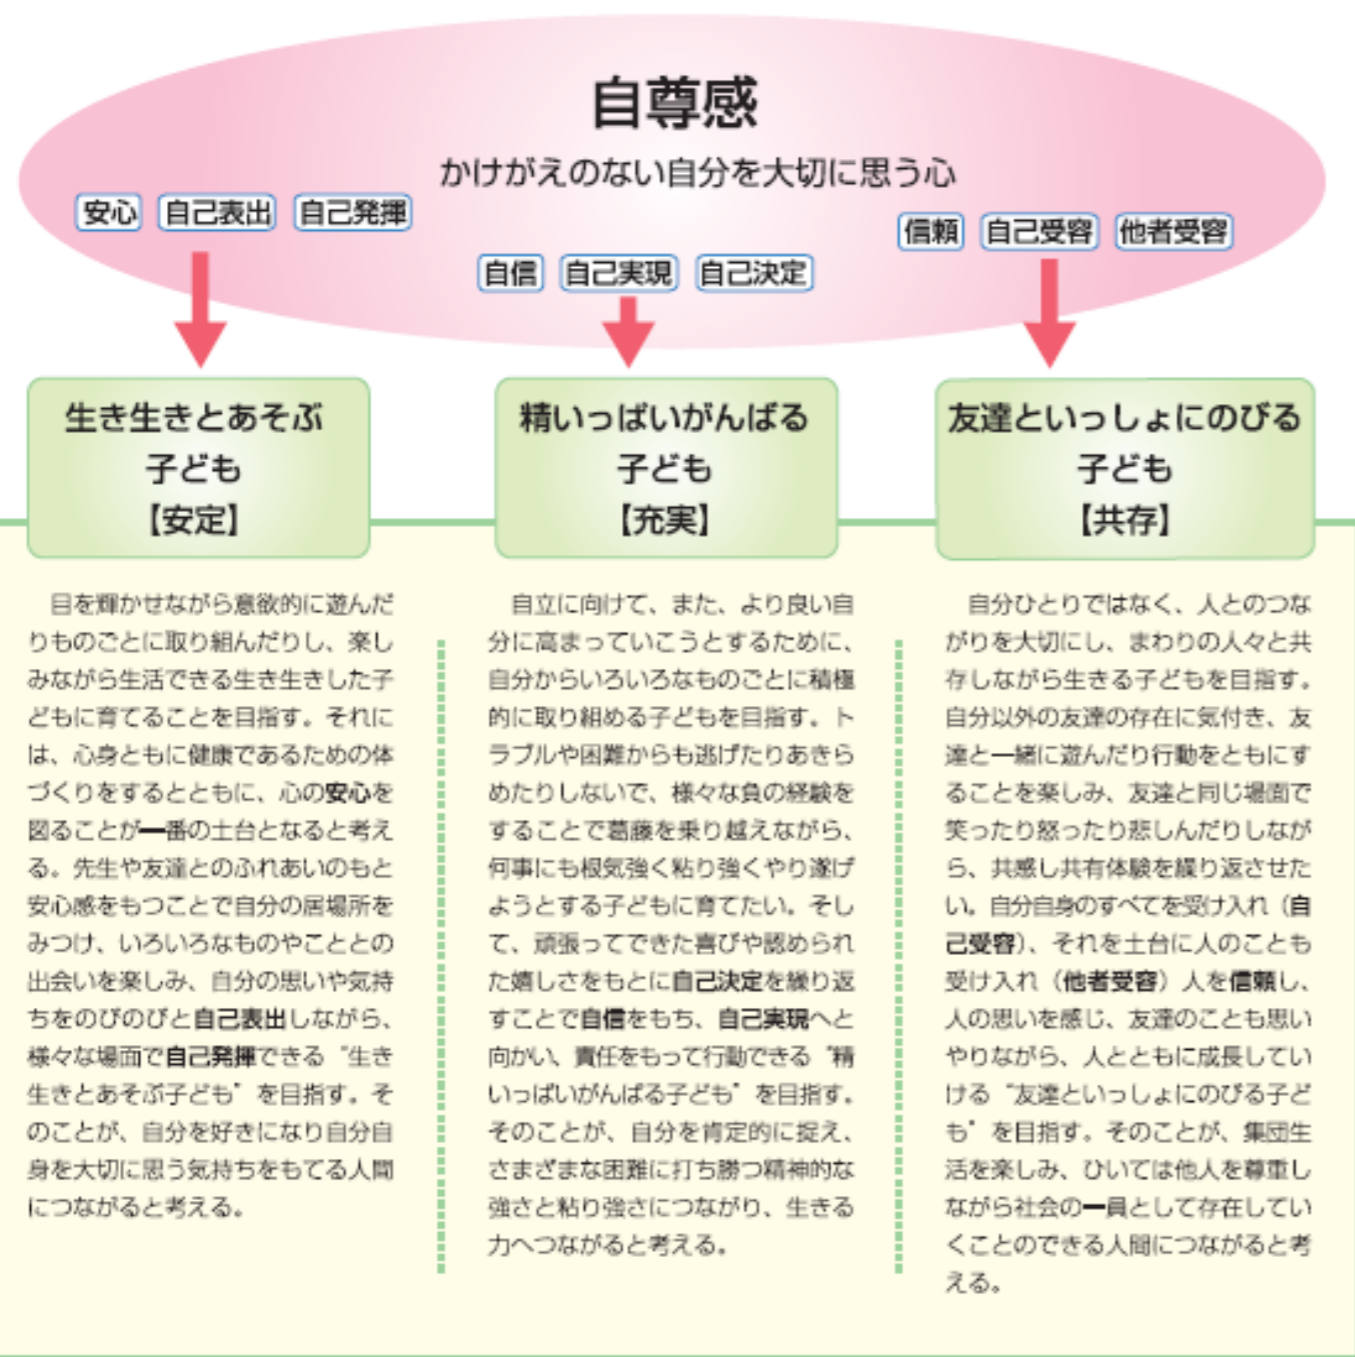 自尊感
かけがえのない自分を大切に思う心
安心 自己表出 自己発揮
自信 自己実現 自己決定
信頼 自己受容 他者受容
生き生きとあそぶ
子ども
【安定】
目を輝かせながら意欲的に遊んだ
りものごとに取り組んだりし、楽し
みながら生活できる生き生きした子
どもに育てることを目指す。それに
は、心身ともに健康であるための体
づくりをするとともに、心の安心を
図ることが一番の土台となると考え
る。先生や友達とのふれあいのもと
安心感をもつことで自分の居場所を
みつけ、いろいろなものやこととの
出会いを楽しみ、自分の思いや気持
ちをのびのびと自己表出しながら、
様々な場面で自己発揮できる“生き
生きとあそぶ子ども”を目指す。そ
のことが、自分を好きになり自分自
身を大切に思う気持ちをもてる人間
につながると考える。
精いっぱいがんばる
子ども
【充実】
自立に向けて、また、より良い自
分に高まっていこうとするために、
自分からいろいろなものごとに積極
的に取り組める子どもを目指す。ト
ラブルや困難からも逃げたりあきら
めたりしないで、様々な負の経験を
することで葛藤を乗り越えながら、
何事にも根気強く粘り強くやり遂げ
ようとする子どもに育てたい。そし
て、頑張ってできた喜びや認められ
た嬉しさをもとに自己決定を繰り返
すことで自信をもち、自己実現へと
向かい、責任をもって行動できる“精
いっぱいがんばる子ども”を目指す。
そのことが、自分を肯定的に捉え、
さまざまな困難に打ち勝つ精神的な
強さと粘り強さにつながり、生きる
力へつながると考える。
友達といっしょにのびる
子ども
【共存】
自分ひとりではなく、人とのつな
がりを大切にし、まわりの人々と共
存しながら生きる子どもを目指す。
自分以外の友達の存在に気付き、友
達と一緒に遊んだり行動をともにす
ることを楽しみ、友達と同じ場面で
笑ったり怒ったり悲しんだりしなが
ら、共感し共有体験を繰り返させた
い。自分自身のすべてを受け入れ（自
己受容）、それを土台に人のことも
受け入れ（他者受容）人を信頼し、
人の思いを感じ、友達のことも思い
やりながら、人とともに成長してい
ける“友達といっしょにのびる子ど
も”を目指す。そのことが、集団生
活を楽しみ、ひいては他人を尊重し
ながら社会の一員として存在してい
くことのできる人間につながると考
える。